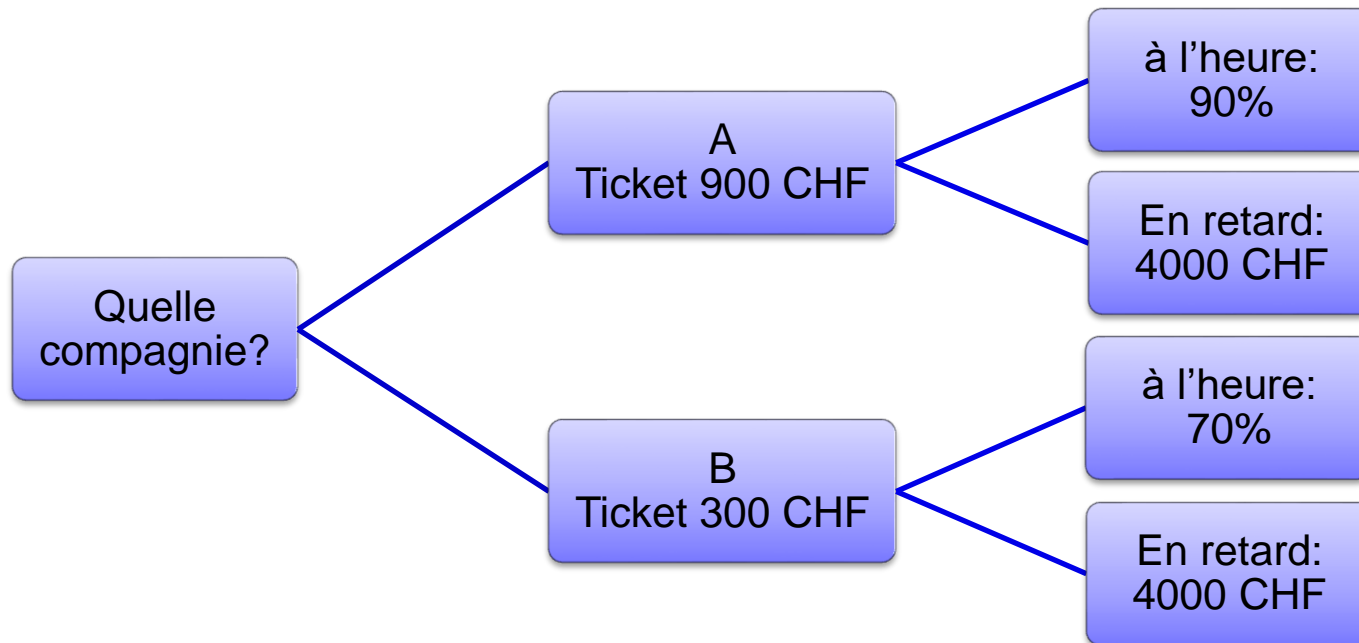 Quelle
compagnie?
A
Ticket 900 CHF
à l’heure:
90%
En retard:
4000 CHF
B
Ticket 300 CHF
à l’heure:
70%
En retard:
4000 CHF